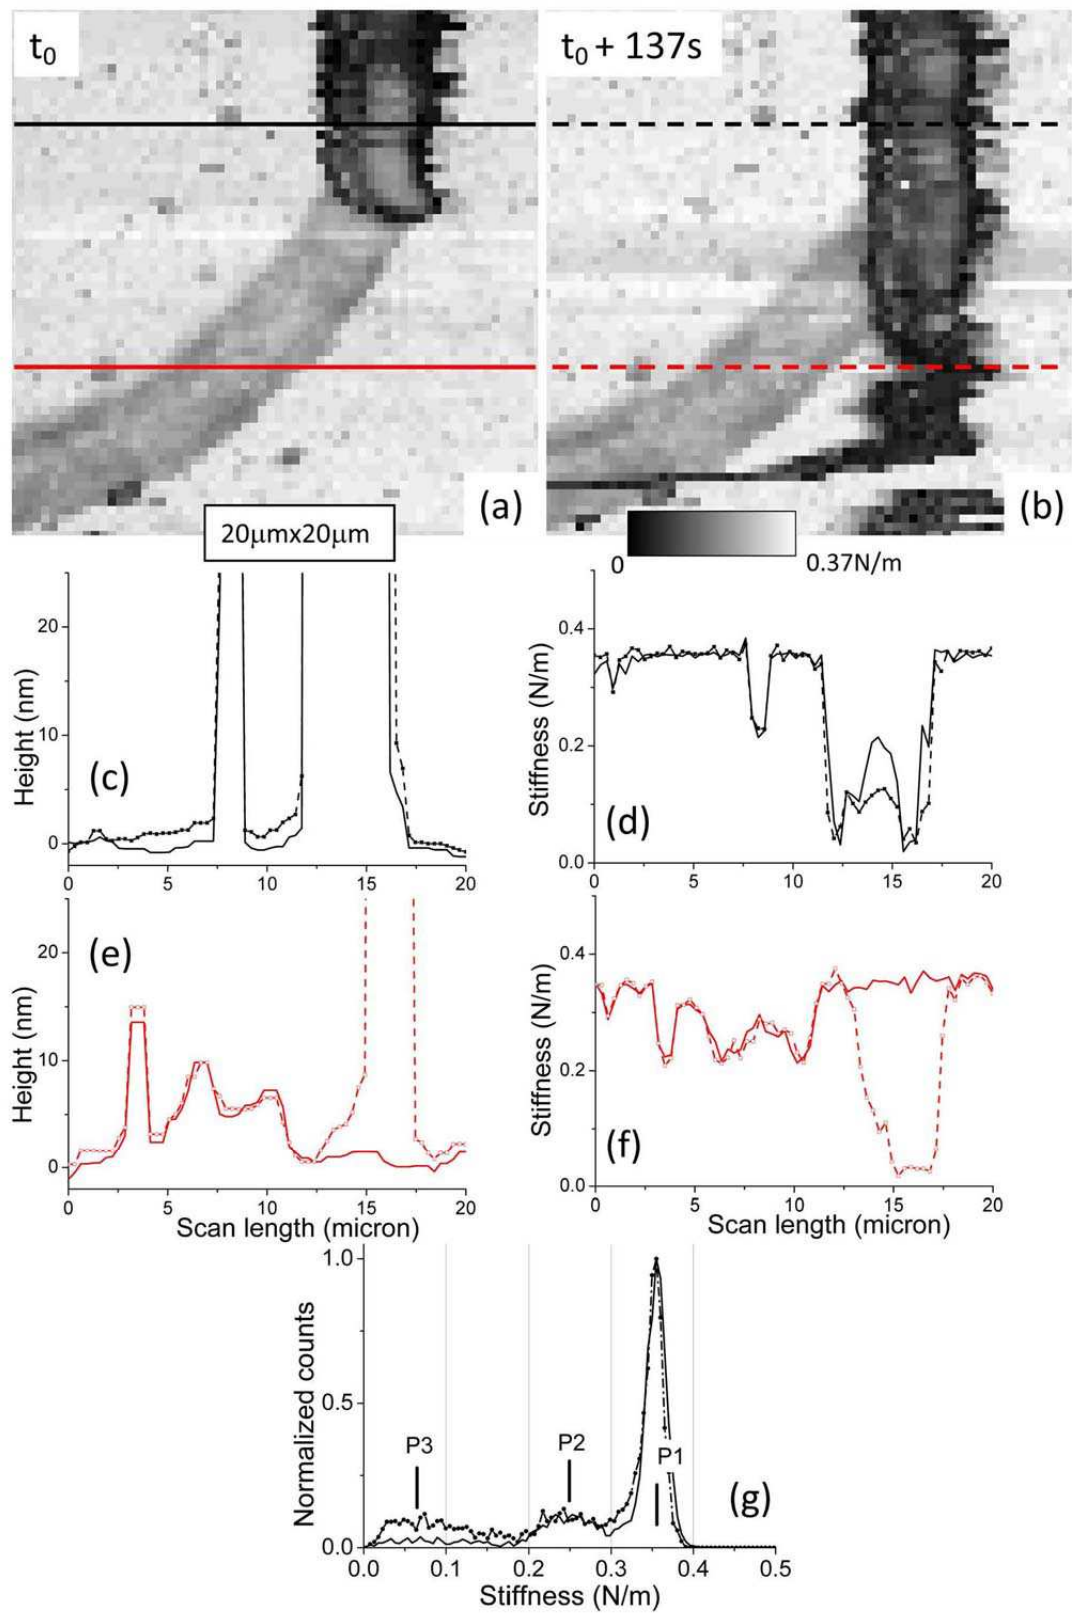 t0
t0 + 137s
(a)
(b)
20μmx20μm
0
0.37N/m
Height (nm)
20
10
0
(c)
0
5
10
15
20
Stiffness (N/m)
0.4
0.2
0.0
(d)
0
5
10
15
20
Height (nm)
20
10
0
(e)
0
5
10
15
20
Scan length (micron)
Stiffness (N/m)
0.4
0.2
0.0
(f)
0
5
10
15
20
Scan length (micron)
Normalized counts
1.0
0.5
0.0
P3
P2
P1
(g)
0.0
0.1
0.2
0.3
0.4
0.5
Stiffness (N/m)